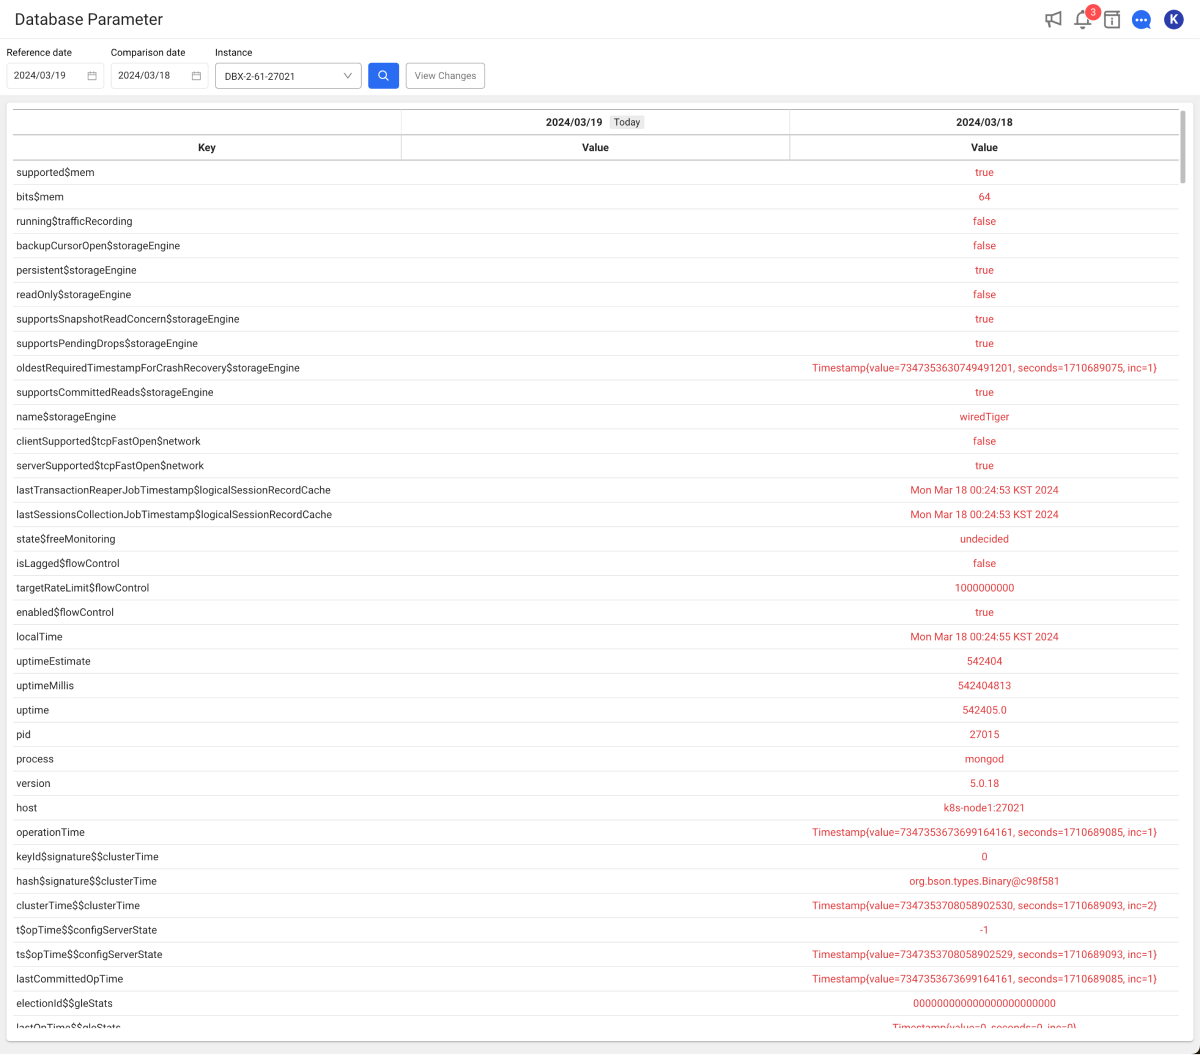 Database Parameter
3
K
Reference date
Comparison date
Instance
2024/03/19
2024/03/18
DBX-2-61-27021
View Changes
2024/03/19 Today
2024/03/18
Key
Value
Value
supported$mem true
bits$mem 64
running$trafficRecording false
backupCursorOpen$storageEngine false
persistent$storageEngine true
readOnly$storageEngine false
supportsSnapshotReadConcern$storageEngine true
supportsPendingDrops$storageEngine true
oldestRequiredTimestampForCrashRecovery$storageEngine Timestamp{value=7347353630749491201, seconds=1710689075, inc=1}
supportsCommittedReads$storageEngine true
name$storageEngine wiredTiger
clientSupported$tcpFastOpen$network false
serverSupported$tcpFastOpen$network true
lastTransactionReaperJobTimestamp$logicalSessionRecordCache Mon Mar 18 00:24:53 KST 2024
lastSessionsCollectionJobTimestamp$logicalSessionRecordCache Mon Mar 18 00:24:53 KST 2024
state$freeMonitoring undecided
isLagged$flowControl false
targetRateLimit$flowControl 1000000000
enabled$flowControl true
localTime Mon Mar 18 00:24:55 KST 2024
uptimeEstimate 542404
uptimeMillis 542404813
uptime 542405.0
pid 27015
process mongod
version 5.0.18
host k8s-node1:27021
operationTime Timestamp{value=7347353673699164161, seconds=1710689085, inc=1}
keyId$signature$$clusterTime 0
hash$signature$$clusterTime org.bson.types.Binary@c98f581
clusterTime$$clusterTime Timestamp{value=7347353708058902530, seconds=1710689093, inc=2}
t$opTime$$configServerState -1
ts$opTime$$configServerState Timestamp{value=7347353708058902529, seconds=1710689093, inc=1}
lastCommittedOpTime Timestamp{value=7347353673699164161, seconds=1710689085, inc=1}
electionId$$gleStats 000000000000000000000000
lastOpTime$$gleStats Timestamp{value=0, seconds=0, inc=0}